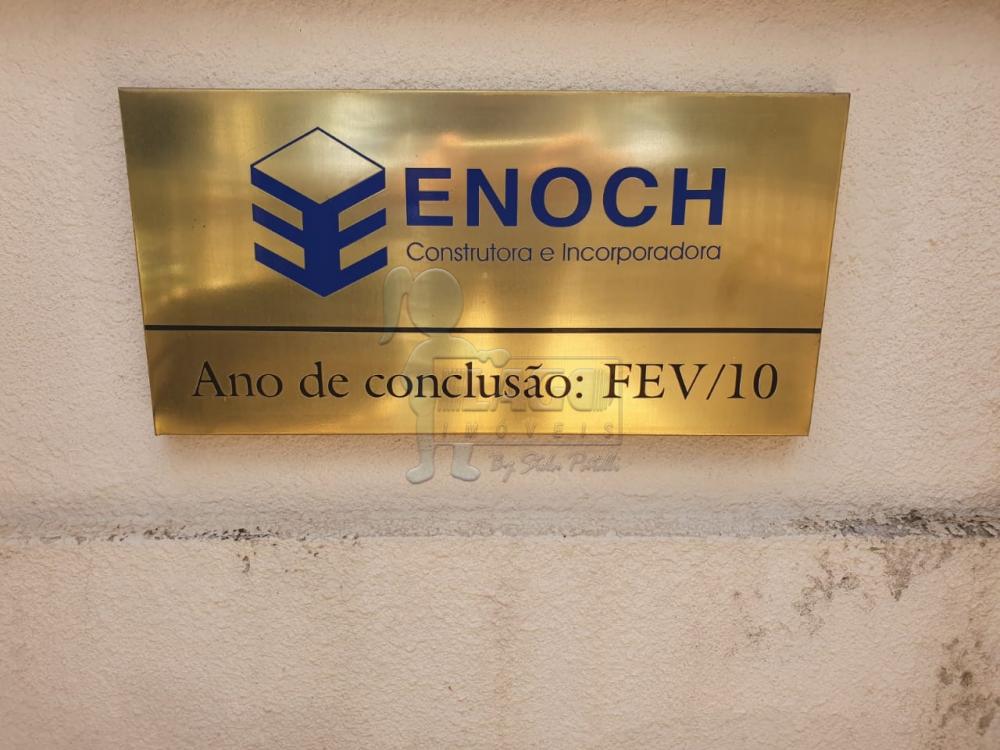 ENOCH
Construtora e Incorporadora
Ano de conclusão: FEV/10
IMÓVEIS